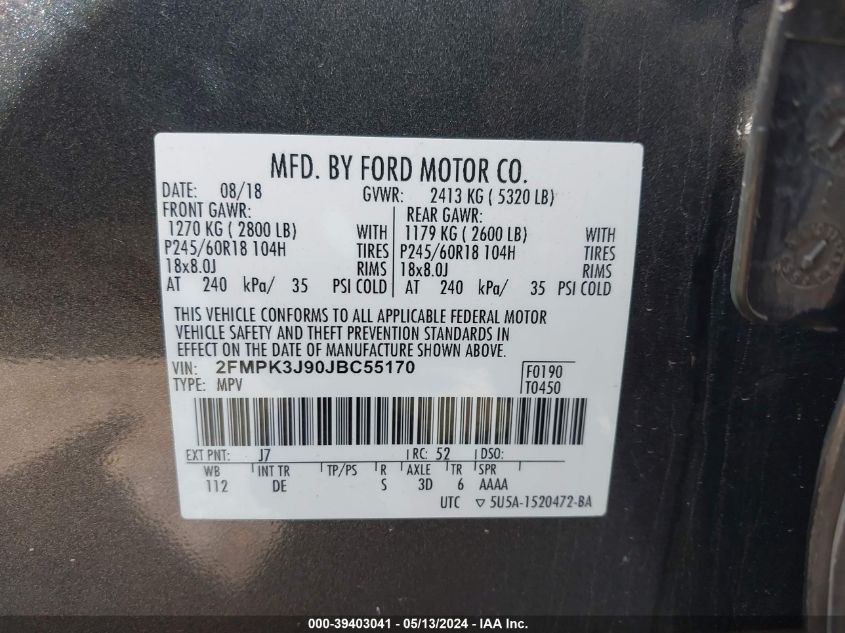 MFD. BY FORD MOTOR CO.
DATE: 08/18 GVWR: 2413 KG ( 5320 LB)
FRONT GAWR: REAR GAWR:
1270 KG ( 2800 LB) WITH 1179 KG ( 2600 LB) WITH
P245/60R18 104H TIRES P245/60R18 104H TIRES
18x8.0J RIMS 18x8.0J RIMS
AT 240 kPa/ 35 PSI COLD AT 240 kPa/ 35 PSI COLD
THIS VEHICLE CONFORMS TO ALL APPLICABLE FEDERAL MOTOR
VEHICLE SAFETY AND THEFT PREVENTION STANDARDS IN
EFFECT ON THE DATE OF MANUFACTURE SHOWN ABOVE.
VIN: 2FMPK3J90JBC55170 F0190
TYPE: MPV T0450
EXT PNT: J7 RC: 52 DSO:
WB INT TR TP/PS R AXLE TR SPR
112 DE S 3D 6 AAAA
UTC ▽ 5U5A-1520472-BA
000-39403041 - 05/13/2024 - IAA Inc.